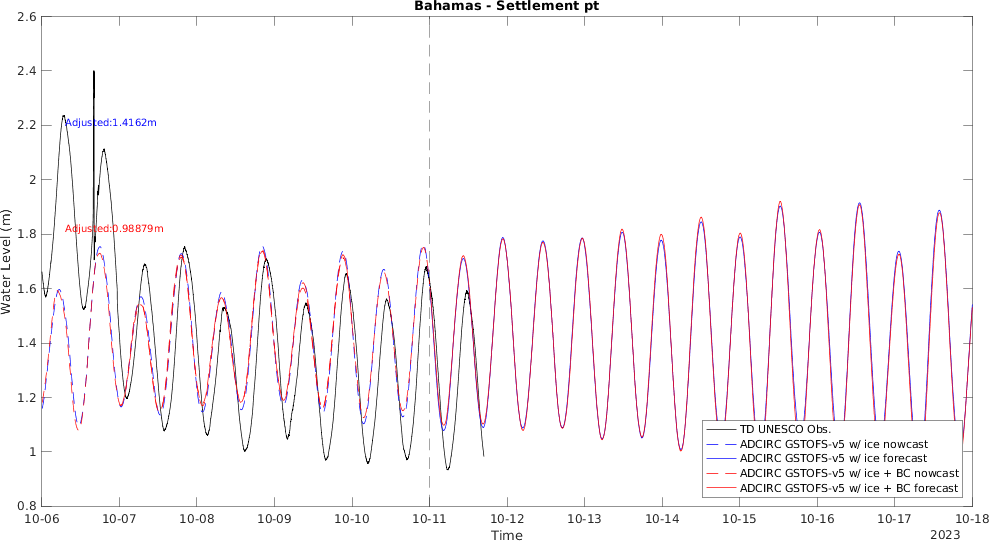 Bahamas - Settlement pt
2.6
2.4
2.2
2
1.8
1.6
1.4
1.2
1
0.8
Water Level (m)
Adjusted:1.4162m
Adjusted:0.98879m
TD UNESCO Obs.
ADCIRC GSTOFS-v5 w/ ice nowcast
ADCIRC GSTOFS-v5 w/ ice forecast
ADCIRC GSTOFS-v5 w/ ice + BC nowcast
ADCIRC GSTOFS-v5 w/ ice + BC forecast
10-06 10-07 10-08 10-09 10-10 10-11 10-12 10-13 10-14 10-15 10-16 10-17 10-18
Time
2023